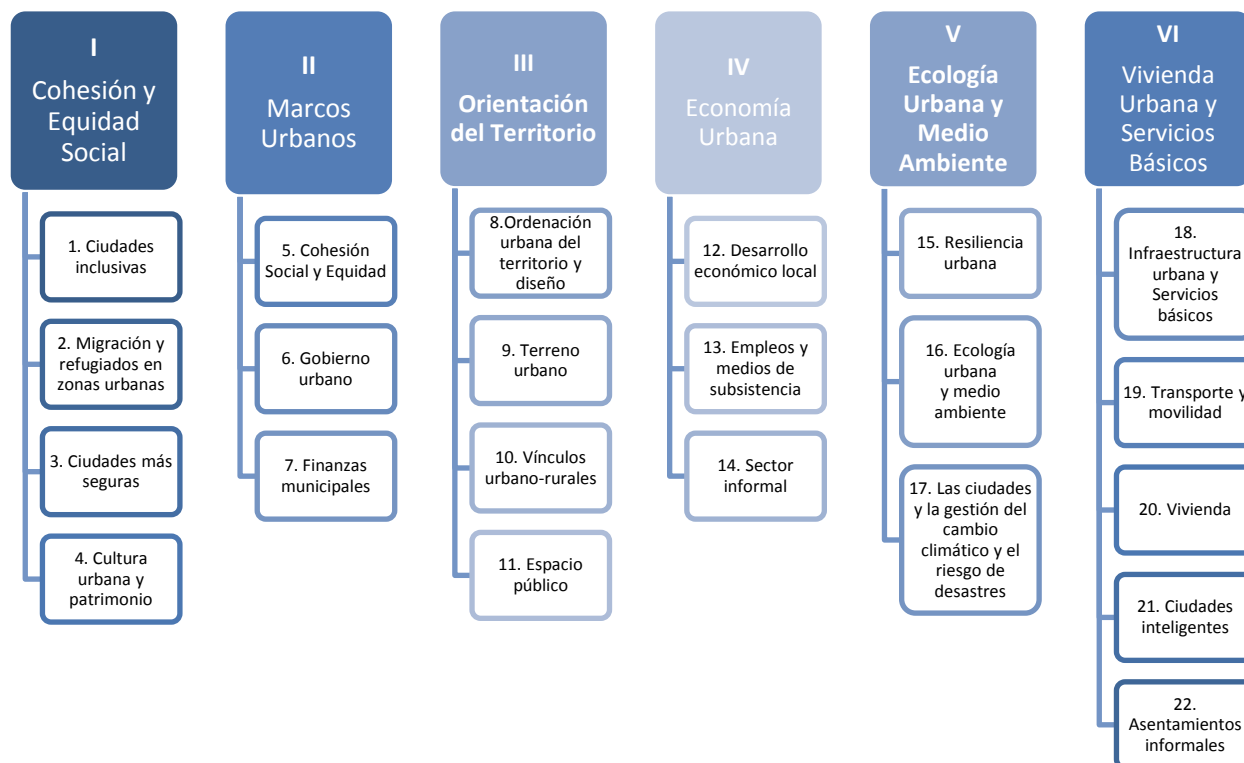 I
Cohesión y
Equidad
Social
1. Ciudades
inclusivas
2. Migración y
refugiados en
zonas urbanas
3. Ciudades más
seguras
4. Cultura
urbana y
patrimonio
II
Marcos
Urbanos
5. Cohesión
Social y Equidad
6. Gobierno
urbano
7. Finanzas
municipales
III
Orientación
del Territorio
8.Ordenación
urbana del
territorio y
diseño
9. Terreno
urbano
10. Vínculos
urbano-rurales
11. Espacio
público
IV
Economía
Urbana
12. Desarrollo
económico local
13. Empleos y
medios de
subsistencia
14. Sector
informal
V
Ecología
Urbana y
Medio
Ambiente
15. Resiliencia
urbana
16. Ecología
urbana
y medio
ambiente
17. Las ciudades
y la gestión del
cambio
climático y el
riesgo de
desastres
VI
Vivienda
Urbana y
Servicios
Básicos
18.
Infraestructura
urbana y
Servicios
básicos
19. Transporte y
movilidad
20. Vivienda
21. Ciudades
inteligentes
22.
Asentamientos
informales